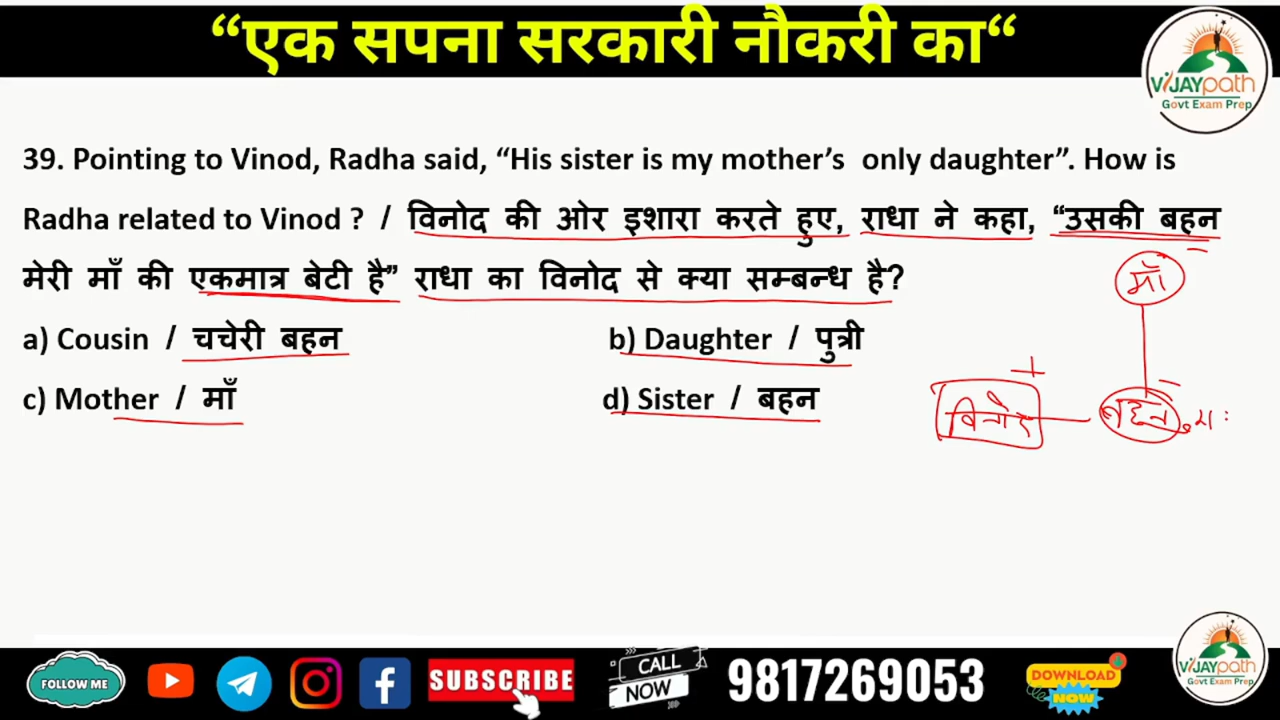 “एक सपना सरकारी नौकरी का“
VIJAYpath
Govt Exam Prep
39. Pointing to Vinod, Radha said, “His sister is my mother’s only daughter”. How is
Radha related to Vinod ? / विनोद की ओर इशारा करते हुए, राधा ने कहा, “उसकी बहन
मेरी माँ की एकमात्र बेटी है” राधा का विनोद से क्या सम्बन्ध है?
माँ
a) Cousin / चचेरी बहन b) Daughter / पुत्री
c) Mother / माँ d) Sister / बहन
विनोद बहन
FOLLOW ME
SUBSCRIBE
CALL
NOW
9817269053
DOWNLOAD
NOW
VIJAYpath
Govt Exam Prep